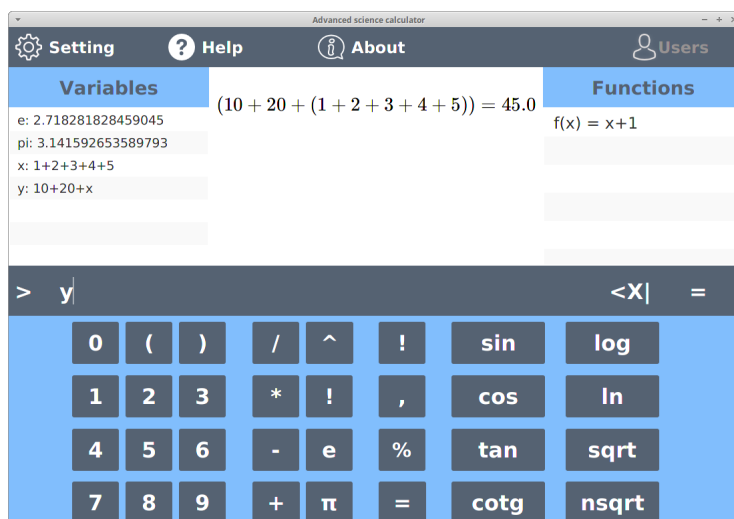 Advanced science calculator
Setting Help About Users
Variables
e: 2.718281828459045
pi: 3.141592653589793
x: 1+2+3+4+5
y: 10+20+x
(10 + 20 + (1 + 2 + 3 + 4 + 5)) = 45.0
Functions
f(x) = x+1
> y <X| =
0 ( ) / ^ ! sin log
1 2 3 * ! , cos ln
4 5 6 - e % tan sqrt
7 8 9 + π = cotg nsqrt